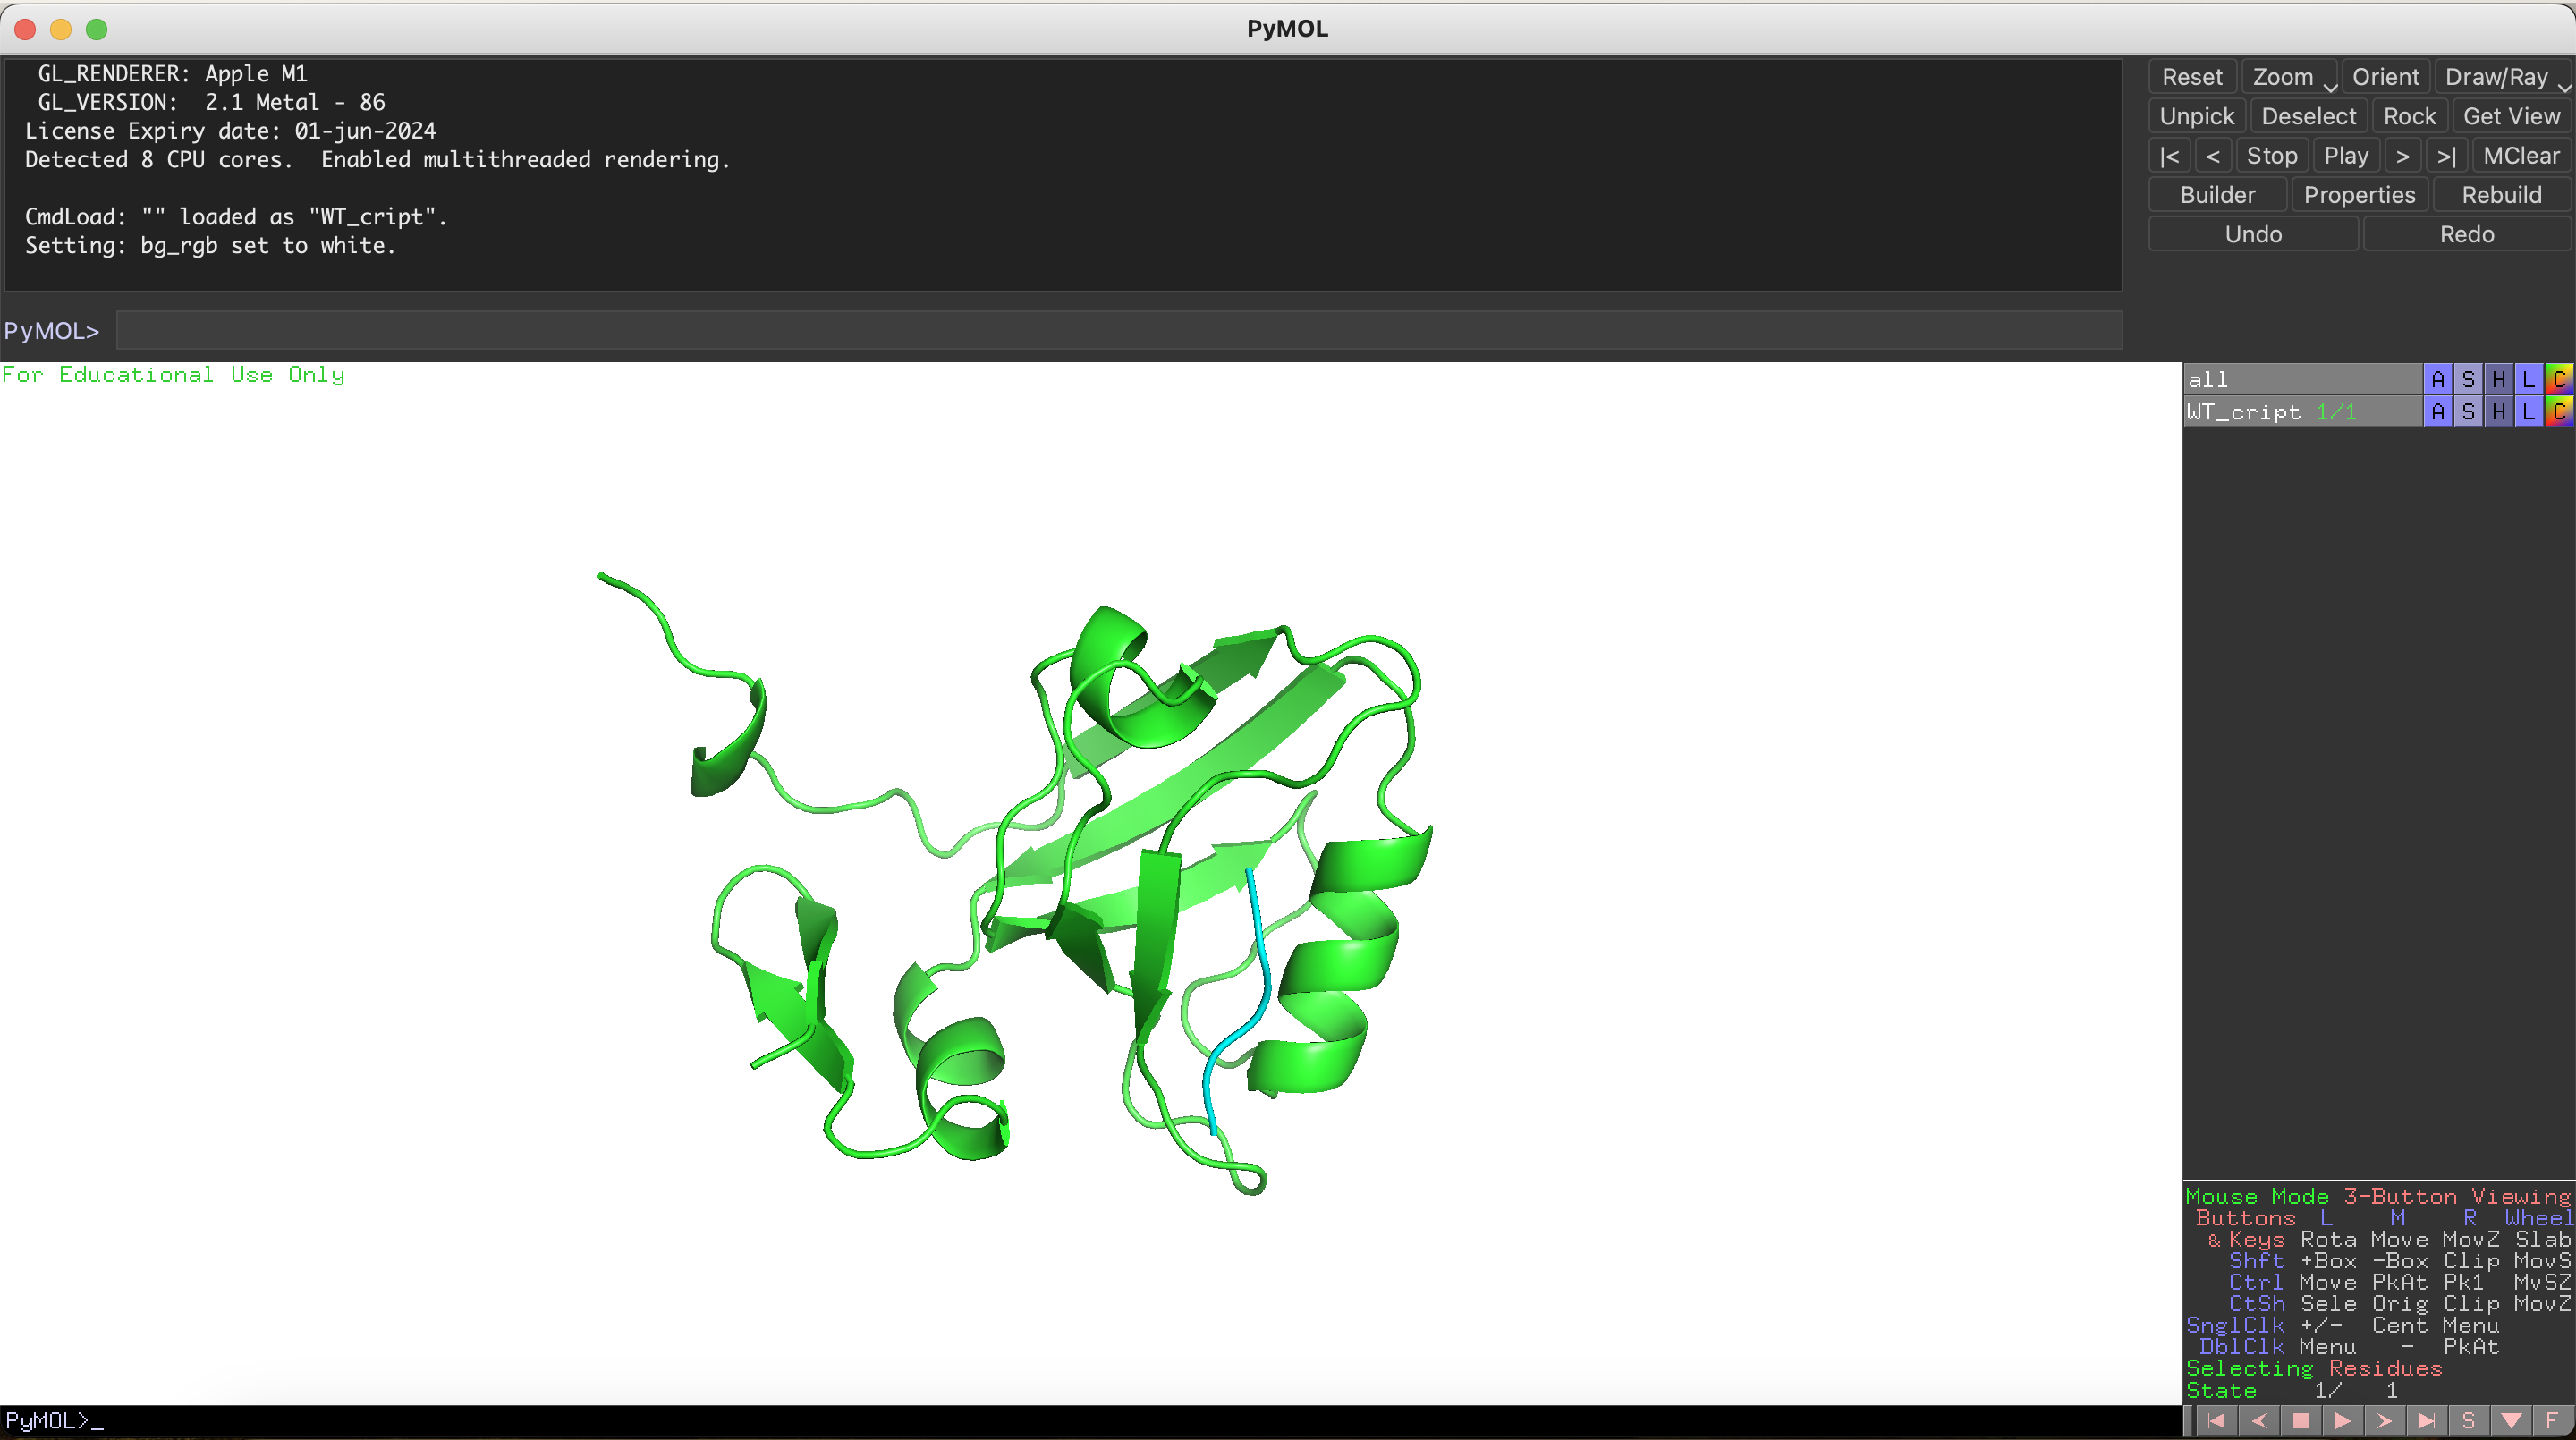 PyMOL
GL_RENDERER: Apple M1
GL_VERSION:  2.1 Metal - 86
License Expiry date: 01-jun-2024
Detected 8 CPU cores.  Enabled multithreaded rendering.
CmdLoad: "" loaded as "WT_cript".
Setting: bg_rgb set to white.
PyMOL>
Reset Zoom Orient Draw/Ray
Unpick Deselect Rock Get View
|< < Stop Play > >| MClear
Builder Properties Rebuild
Undo Redo
For Educational Use Only
all A S H L C
WT_cript 1/1 A S H L C
Mouse Mode 3-Button Viewing
Buttons L M R Wheel
& Keys Rota Move MovZ Slab
Shft +Box -Box Clip MovS
Ctrl Move PkAt Pk1 MvSZ
CtSh Sele Orig Clip MovZ
SnglClk +/- Cent Menu
DblClk Menu - PkAt
Selecting Residues
State 1/ 1
PyMOL>_
S F